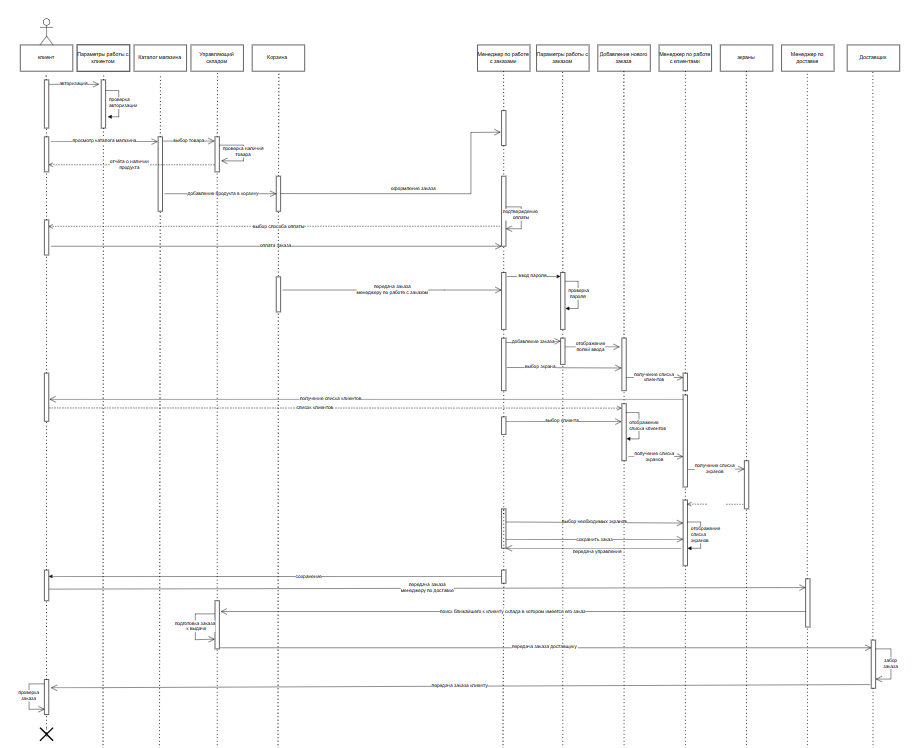 клиент
Параметры работы с
клиентом
Каталог магазина
Управляющий
складом
Корзина
Менеджер по работе
с заказами
Параметры работы с
заказом
Добавление нового
заказа
Менеджер по работе
с клиентами
экраны
Менеджер по
доставке
Доставщик
авторизация
проверка
авторизации
просмотр каталога магазина
выбор товара
проверка наличия
товара
отчёта о наличии
продукта
добавление продукта в корзину
оформление заказа
подтверждение
оплаты
выбор способа оплаты
оплата заказа
передача заказа
менеджеру по работе с заказом
ввод пароля
проверка
пароля
добавление заказа
отображение
полей ввода
выбор экрана
получение списка
клиентов
получение списка клиентов
список клиентов
выбор клиента
отображение
списка клиентов
получение списка
экранов
получение списка
экранов
выбор необходимых экранов
отображение
списка
экранов
сохранить заказ
передача управления
сохранение
передача заказа
менеджеру по доставке
поиск ближайшего к клиенту склада в котором имеется его заказ
подготовка заказа
к выдаче
передача заказа доставщику
забор
заказа
передача заказа клиенту
проверка
заказа